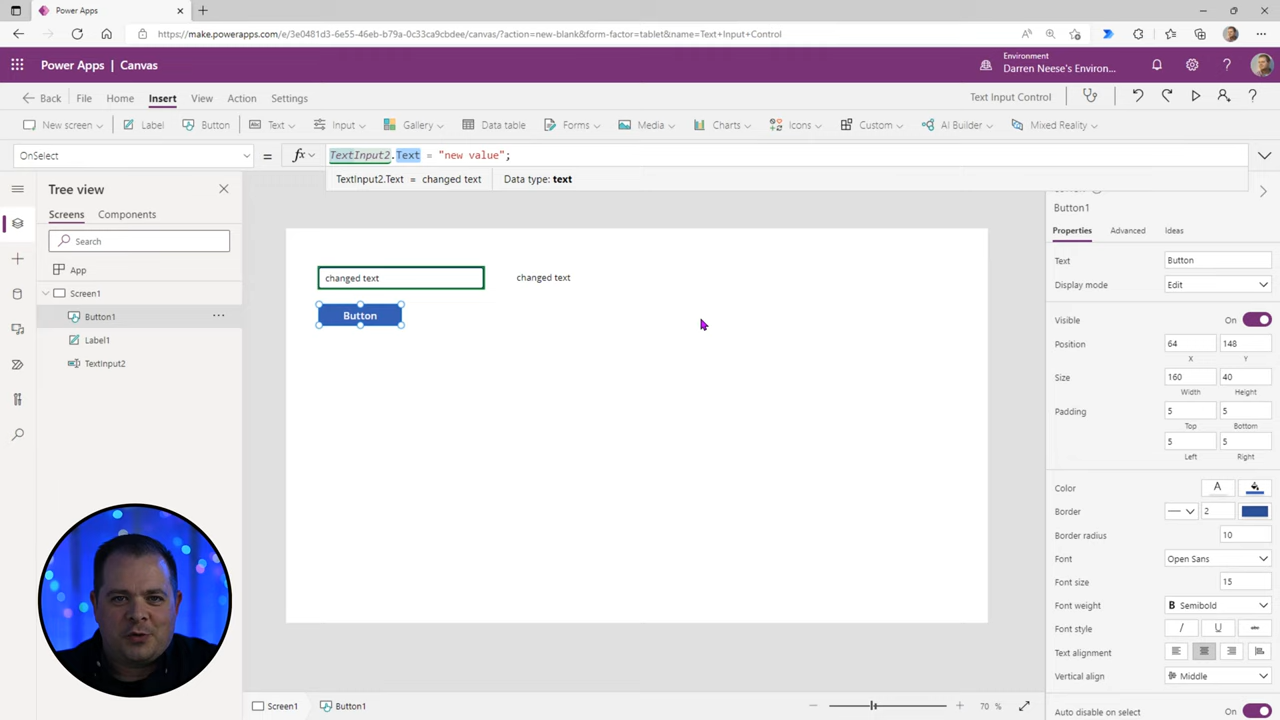 Power Apps
https://make.powerapps.com/e/3e0481d3-6e55-46eb-b79a-0c33ca9cbdee/canvas/?action=new-blank&form-factor=tablet&name=Text+Input+Control
Power Apps | Canvas
Environment
Darren Neese's Environ...
Back File Home Insert View Action Settings
Text Input Control
New screen Label Button Text Input Gallery Data table Forms Media Charts Icons Custom AI Builder Mixed Reality
OnSelect = fx TextInput2.Text = "new value";
TextInput2.Text = changed text Data type: text
Tree view
Screens Components
Search
App
Screen1
Button1
Label1
TextInput2
changed text changed text
Button
Button1
Properties Advanced Ideas
Text Button
Display mode Edit
Visible On
Position 64 148
X Y
Size 160 40
Width Height
Padding 5 5
Top Bottom
5 5
Left Right
Color A
Border 2
Border radius 10
Font Open Sans
Font size 15
Font weight B Semibold
Font style / U abc
Text alignment
Vertical align Middle
Auto disable on select On
Screen1 Button1
70 %